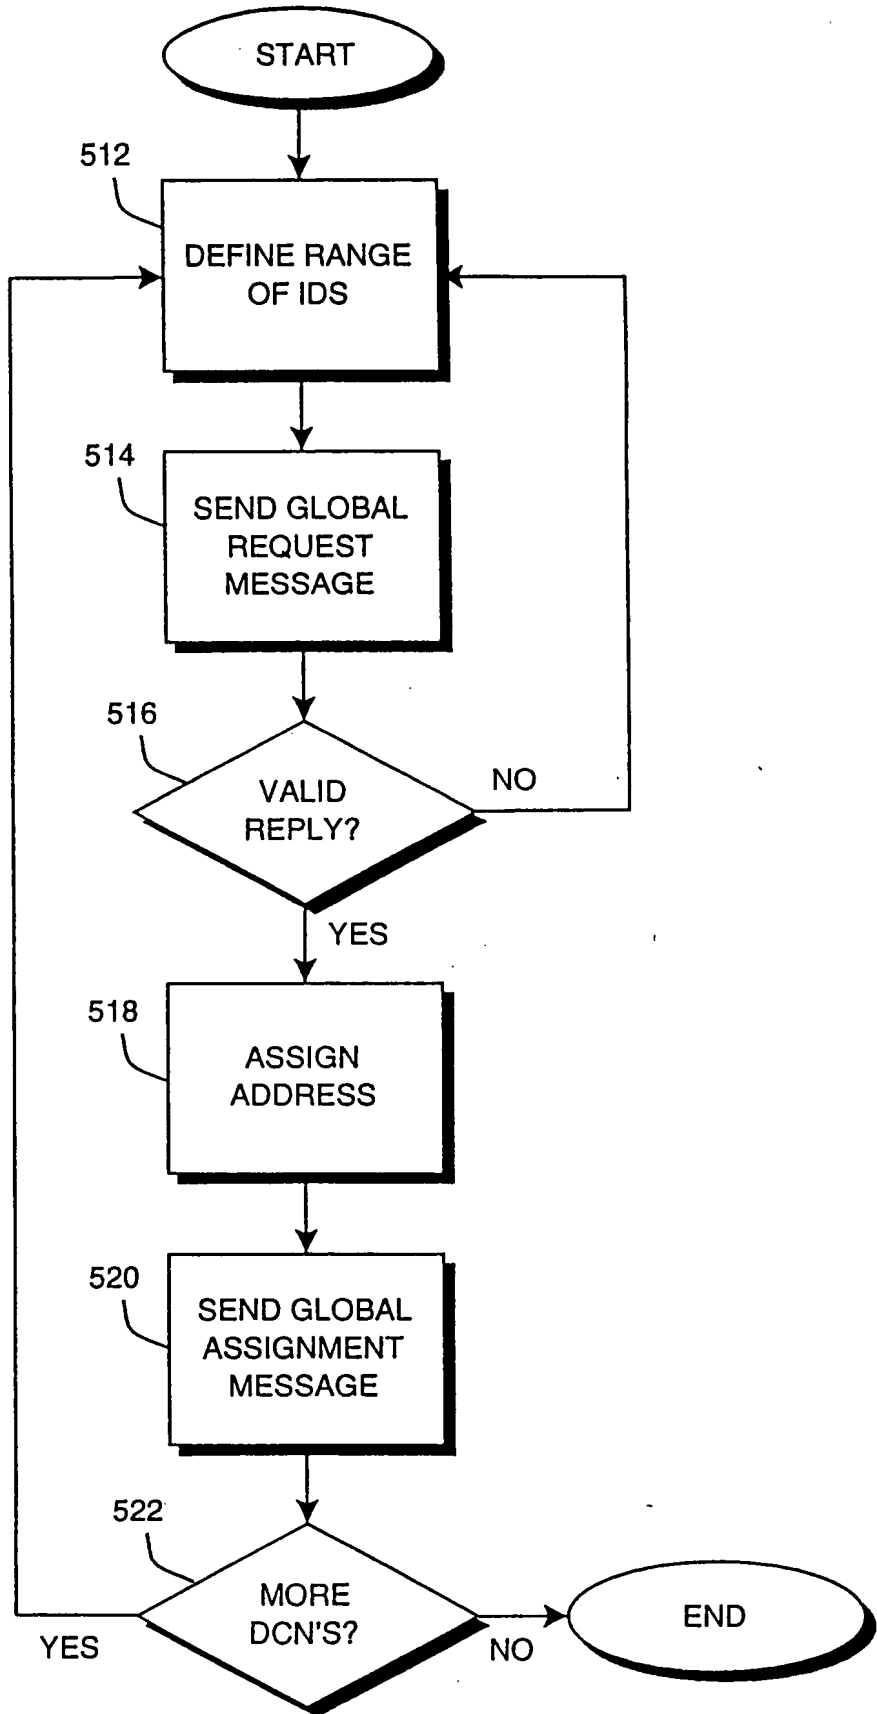 START
512
DEFINE RANGE
OF IDS
514
SEND GLOBAL
REQUEST
MESSAGE
516
VALID
REPLY?
NO
YES
518
ASSIGN
ADDRESS
520
SEND GLOBAL
ASSIGNMENT
MESSAGE
522
MORE
DCN'S?
YES
NO
END